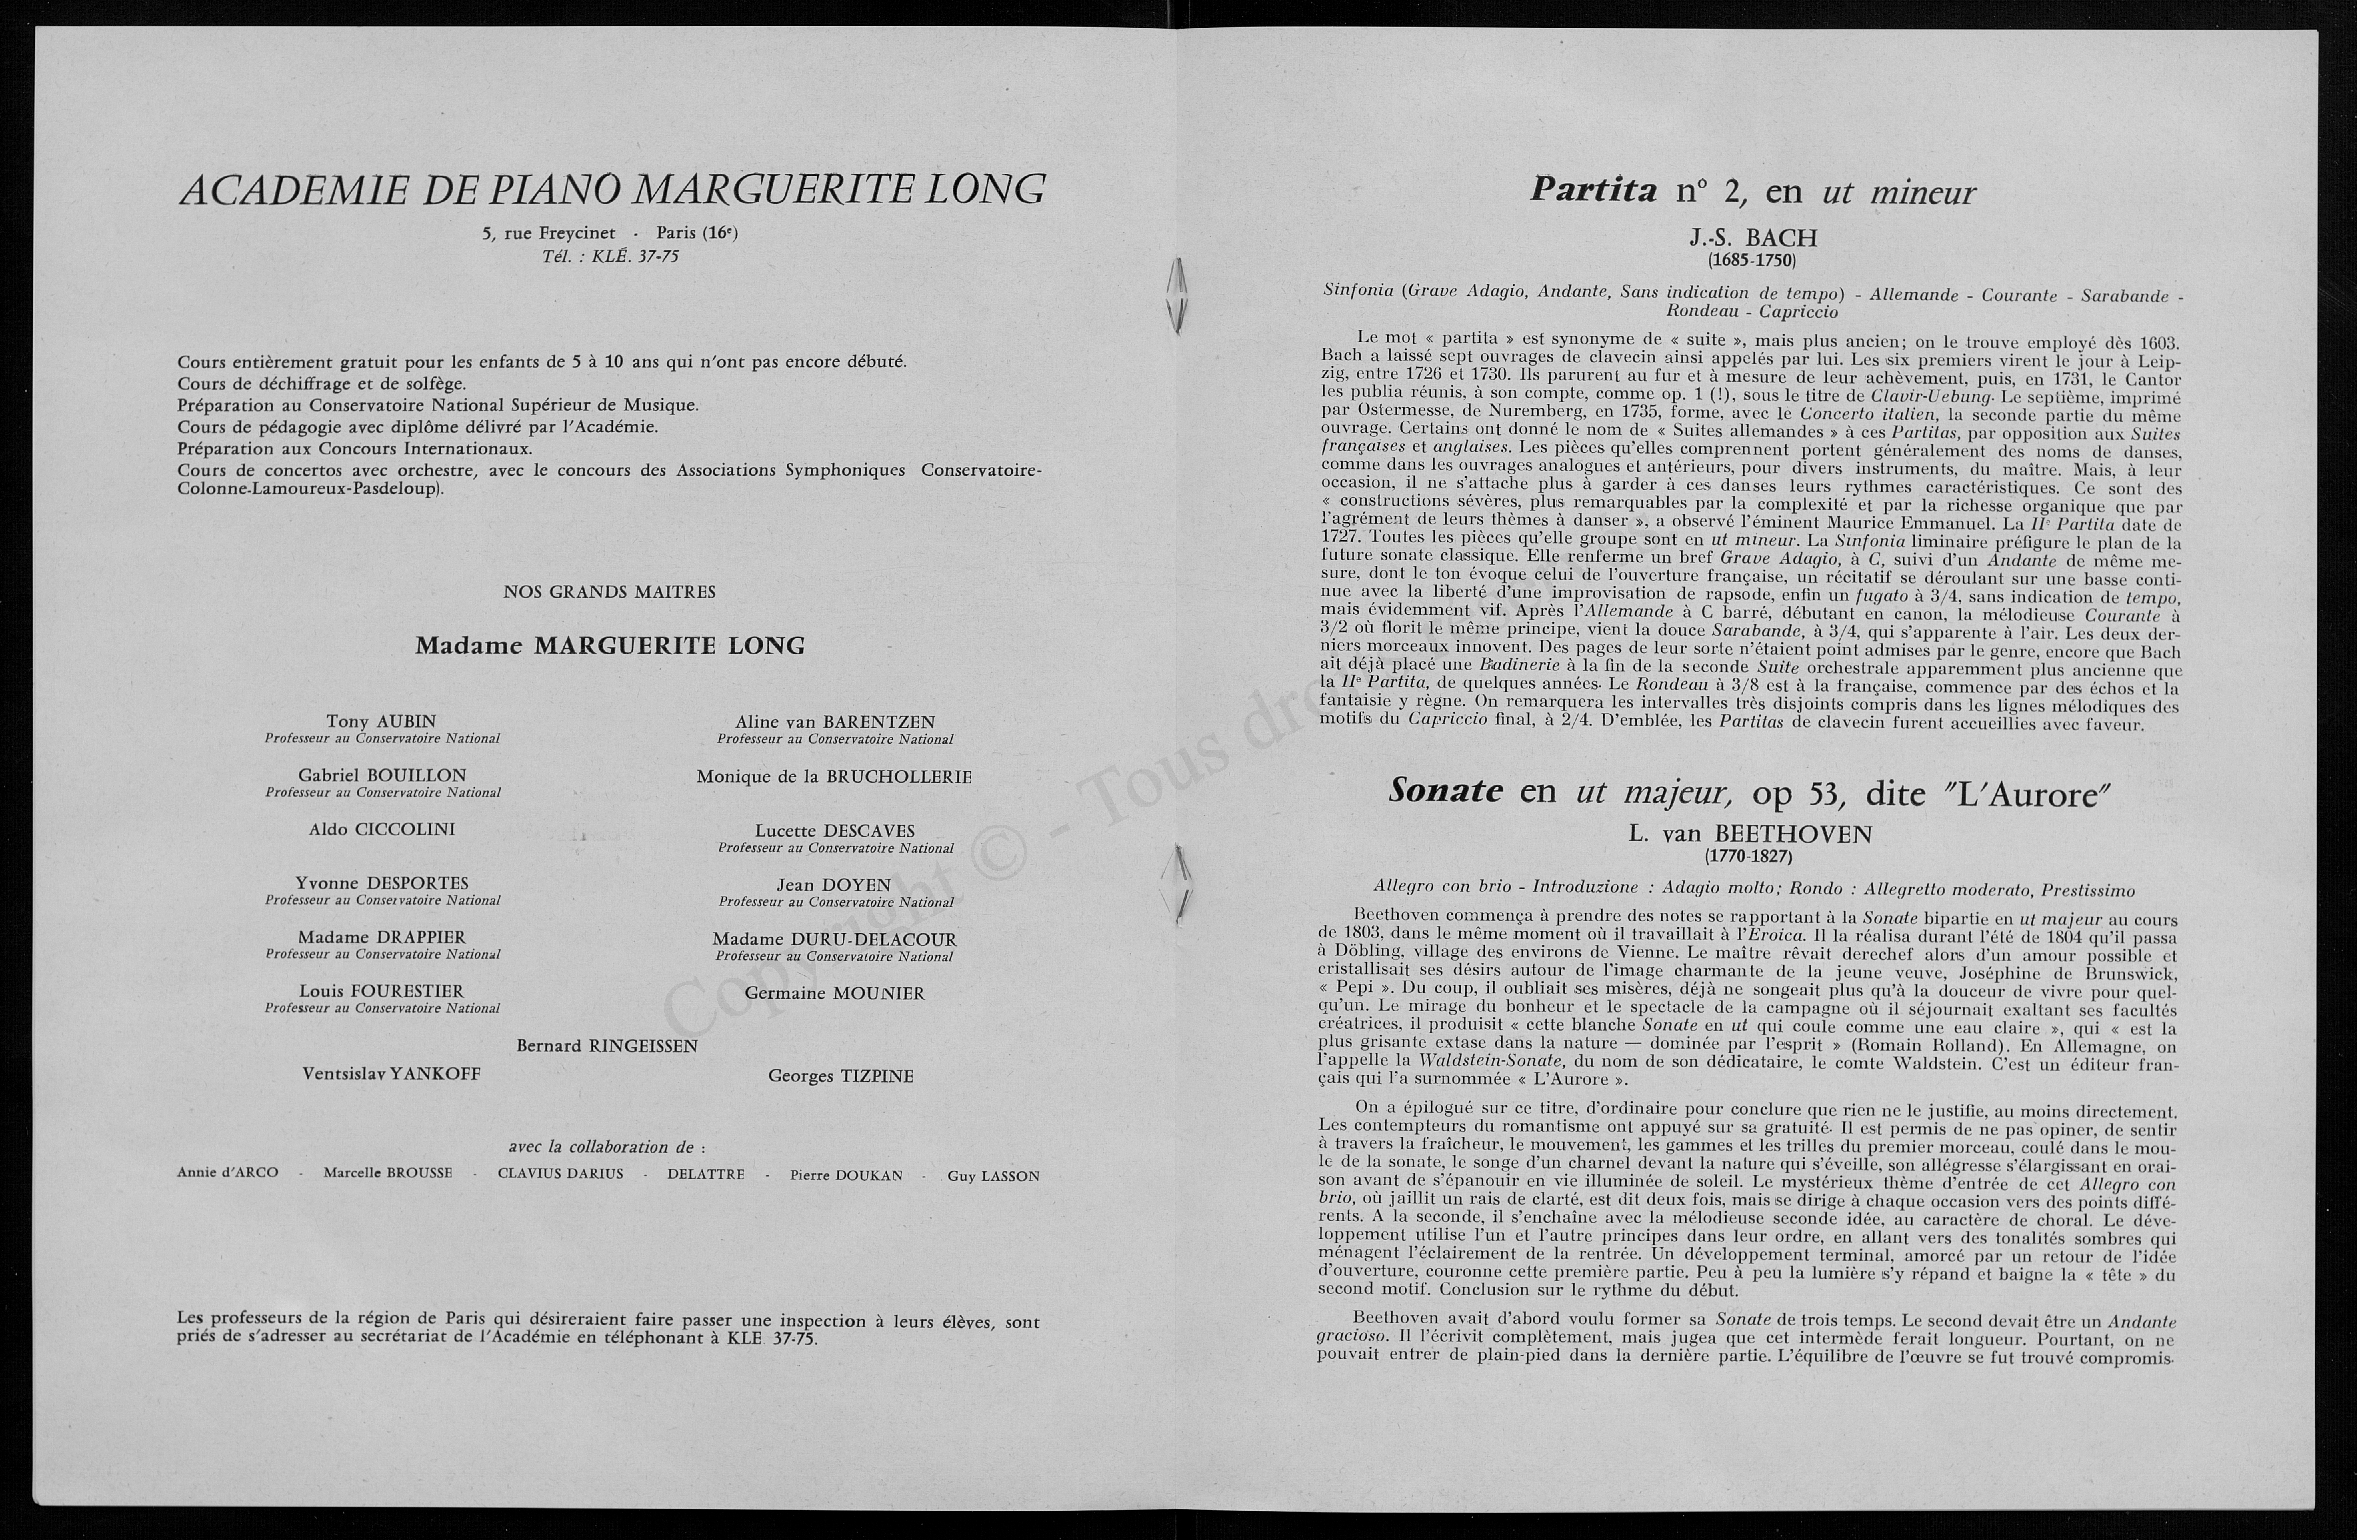 ACADEMIE DE PIANO MARGUERITE LONG
5, rue Freycinet - Paris (16e)
Tél. : KLÉ. 37-75
Cours entièrement gratuit pour les enfants de 5 à 10 ans qui n'ont pas encore débuté.
Cours de déchiffrage et de solfège.
Préparation au Conservatoire National Supérieur de Musique.
Cours de pédagogie avec diplôme délivré par l'Académie.
Préparation aux Concours Internationaux.
Cours de concertos avec orchestre, avec le concours des Associations Symphoniques Conservatoire-
Colonne-Lamoureux-Pasdeloup).
NOS GRANDS MAITRES
Madame MARGUERITE LONG
Tony AUBIN
Professeur au Conservatoire National
Aline van BARENTZEN
Professeur au Conservatoire National
Gabriel BOUILLON
Professeur au Conservatoire National
Monique de la BRUCHOLLERIE
Aldo CICCOLINI
Lucette DESCAVES
Professeur au Conservatoire National
Yvonne DESPORTES
Professeur au Conservatoire National
Jean DOYEN
Professeur au Conservatoire National
Madame DRAPPIER
Professeur au Conservatoire National
Madame DURU-DELACOUR
Professeur au Conservatoire National
Louis FOURESTIER
Professeur au Conservatoire National
Germaine MOUNIER
Bernard RINGEISSEN
Ventsislav YANKOFF
Georges TIZPINE
avec la collaboration de :
Annie d'ARCO - Marcelle BROUSSE - CLAVIUS DARIUS - DELATTRE - Pierre DOUKAN - Guy LASSON
Les professeurs de la région de Paris qui désireraient faire passer une inspection à leurs élèves, sont
priés de s'adresser au secrétariat de l'Académie en téléphonant à KLE 37-75.
Copyright © - Tous dro
Partita n° 2, en ut mineur
J.-S. BACH
(1685-1750)
Sinfonia (Grave Adagio, Andante, Sans indication de tempo) - Allemande - Courante - Sarabande -
Rondeau - Capriccio
Le mot « partita » est synonyme de « suite », mais plus ancien; on le trouve employé dès 1603.
Bach a laissé sept ouvrages de clavecin ainsi appelés par lui. Les six premiers virent le jour à Leip-
zig, entre 1726 et 1730. Ils parurent au fur et à mesure de leur achèvement, puis, en 1731, le Cantor
les publia réunis, à son compte, comme op. 1 (!), sous le titre de Clavir-Uebung. Le septième, imprimé
par Ostermesse, de Nuremberg, en 1735, forme, avec le Concerto italien, la seconde partie du même
ouvrage. Certains ont donné le nom de « Suites allemandes » à ces Partitas, par opposition aux Suites
françaises et anglaises. Les pièces qu'elles comprennent portent généralement des noms de danses,
comme dans les ouvrages analogues et antérieurs, pour divers instruments, du maître. Mais, à leur
occasion, il ne s'attache plus à garder à ces danses leurs rythmes caractéristiques. Ce sont des
« constructions sévères, plus remarquables par la complexité et par la richesse organique que par
l'agrément de leurs thèmes à danser », a observé l'éminent Maurice Emmanuel. La IIe Partita date de
1727. Toutes les pièces qu'elle groupe sont en ut mineur. La Sinfonia liminaire préfigure le plan de la
future sonate classique. Elle renferme un bref Grave Adagio, à C, suivi d'un Andante de même me-
sure, dont le ton évoque celui de l'ouverture française, un récitatif se déroulant sur une basse conti-
nue avec la liberté d'une improvisation de rapsode, enfin un fugato à 3/4, sans indication de tempo,
mais évidemment vif. Après l'Allemande à C barré, débutant en canon, la mélodieuse Courante à
3/2 où florit le même principe, vient la douce Sarabande, à 3/4, qui s'apparente à l'air. Les deux der-
niers morceaux innovent. Des pages de leur sorte n'étaient point admises par le genre, encore que Bach
ait déjà placé une Badinerie à la fin de la seconde Suite orchestrale apparemment plus ancienne que
la IIe Partita, de quelques années. Le Rondeau à 3/8 est à la française, commence par des échos et la
fantaisie y règne. On remarquera les intervalles très disjoints compris dans les lignes mélodiques des
motifs du Capriccio final, à 2/4. D'emblée, les Partitas de clavecin furent accueillies avec faveur.
Sonate en ut majeur, op 53, dite "L'Aurore"
L. van BEETHOVEN
(1770-1827)
Allegro con brio - Introduzione : Adagio molto; Rondo : Allegretto moderato, Prestissimo
Beethoven commença à prendre des notes se rapportant à la Sonate bipartie en ut majeur au cours
de 1803, dans le même moment où il travaillait à l'Eroica. Il la réalisa durant l'été de 1804 qu'il passa
à Döbling, village des environs de Vienne. Le maître rêvait derechef alors d'un amour possible et
cristallisait ses désirs autour de l'image charmante de la jeune veuve, Joséphine de Brunswick,
« Pepi ». Du coup, il oubliait ses misères, déjà ne songeait plus qu'à la douceur de vivre pour quel-
qu'un. Le mirage du bonheur et le spectacle de la campagne où il séjournait exaltant ses facultés
créatrices, il produisit « cette blanche Sonate en ut qui coule comme une eau claire », qui « est la
plus grisante extase dans la nature — dominée par l'esprit » (Romain Rolland). En Allemagne, on
l'appelle la Waldstein-Sonate, du nom de son dédicataire, le comte Waldstein. C'est un éditeur fran-
çais qui l'a surnommée « L'Aurore ».
On a épilogué sur ce titre, d'ordinaire pour conclure que rien ne le justifie, au moins directement.
Les contempteurs du romantisme ont appuyé sur sa gratuité. Il est permis de ne pas opiner, de sentir
à travers la fraîcheur, le mouvement, les gammes et les trilles du premier morceau, coulé dans le mou-
le de la sonate, le songe d'un charnel devant la nature qui s'éveille, son allégresse s'élargissant en orai-
son avant de s'épanouir en vie illuminée de soleil. Le mystérieux thème d'entrée de cet Allegro con
brio, où jaillit un rais de clarté, est dit deux fois, mais se dirige à chaque occasion vers des points diffé-
rents. A la seconde, il s'enchaîne avec la mélodieuse seconde idée, au caractère de choral. Le déve-
loppement utilise l'un et l'autre principes dans leur ordre, en allant vers des tonalités sombres qui
ménagent l'éclairement de la rentrée. Un développement terminal, amorcé par un retour de l'idée
d'ouverture, couronne cette première partie. Peu à peu la lumière s'y répand et baigne la « tête » du
second motif. Conclusion sur le rythme du début.
Beethoven avait d'abord voulu former sa Sonate de trois temps. Le second devait être un Andante
gracioso. Il l'écrivit complètement, mais jugea que cet intermède ferait longueur. Pourtant, on ne
pouvait entrer de plain-pied dans la dernière partie. L'équilibre de l'œuvre se fut trouvé compromis.